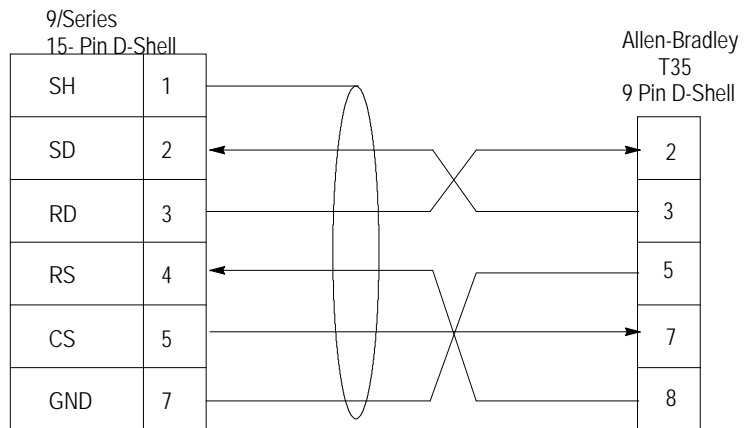 9/Series
15- Pin D-Shell
Allen-Bradley
T35
9 Pin D-Shell
SH 1
SD 2 2
RD 3 3
RS 4 5
CS 5 7
GND 7 8